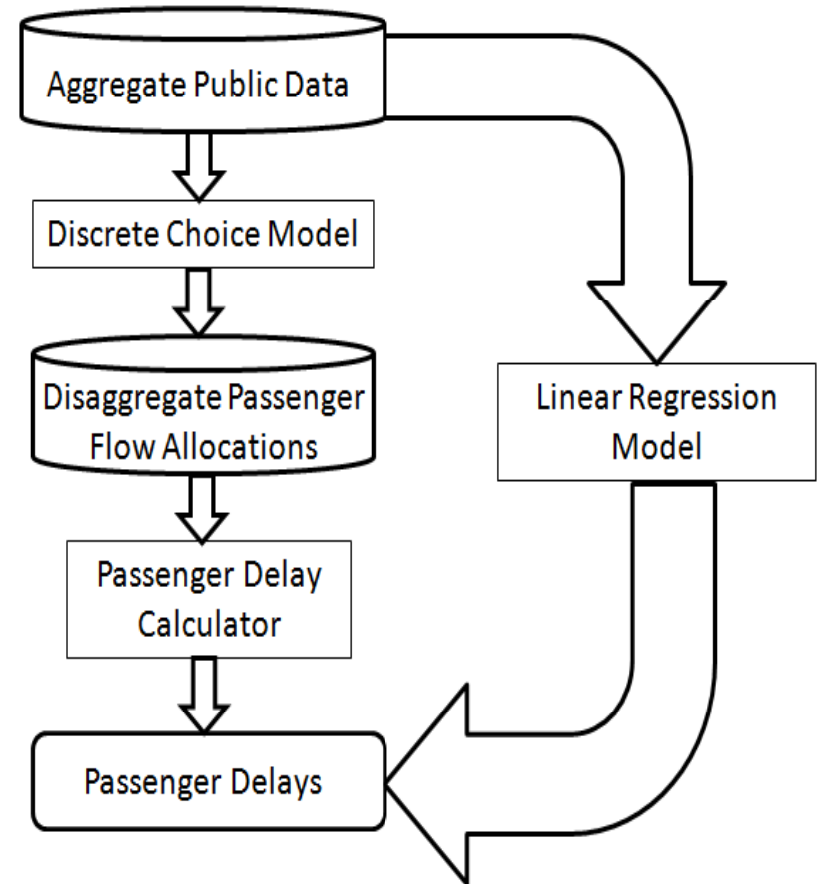 Aggregate Public Data
Discrete Choice Model
Disaggregate Passenger
Flow Allocations
Linear Regression
Model
Passenger Delay
Calculator
Passenger Delays